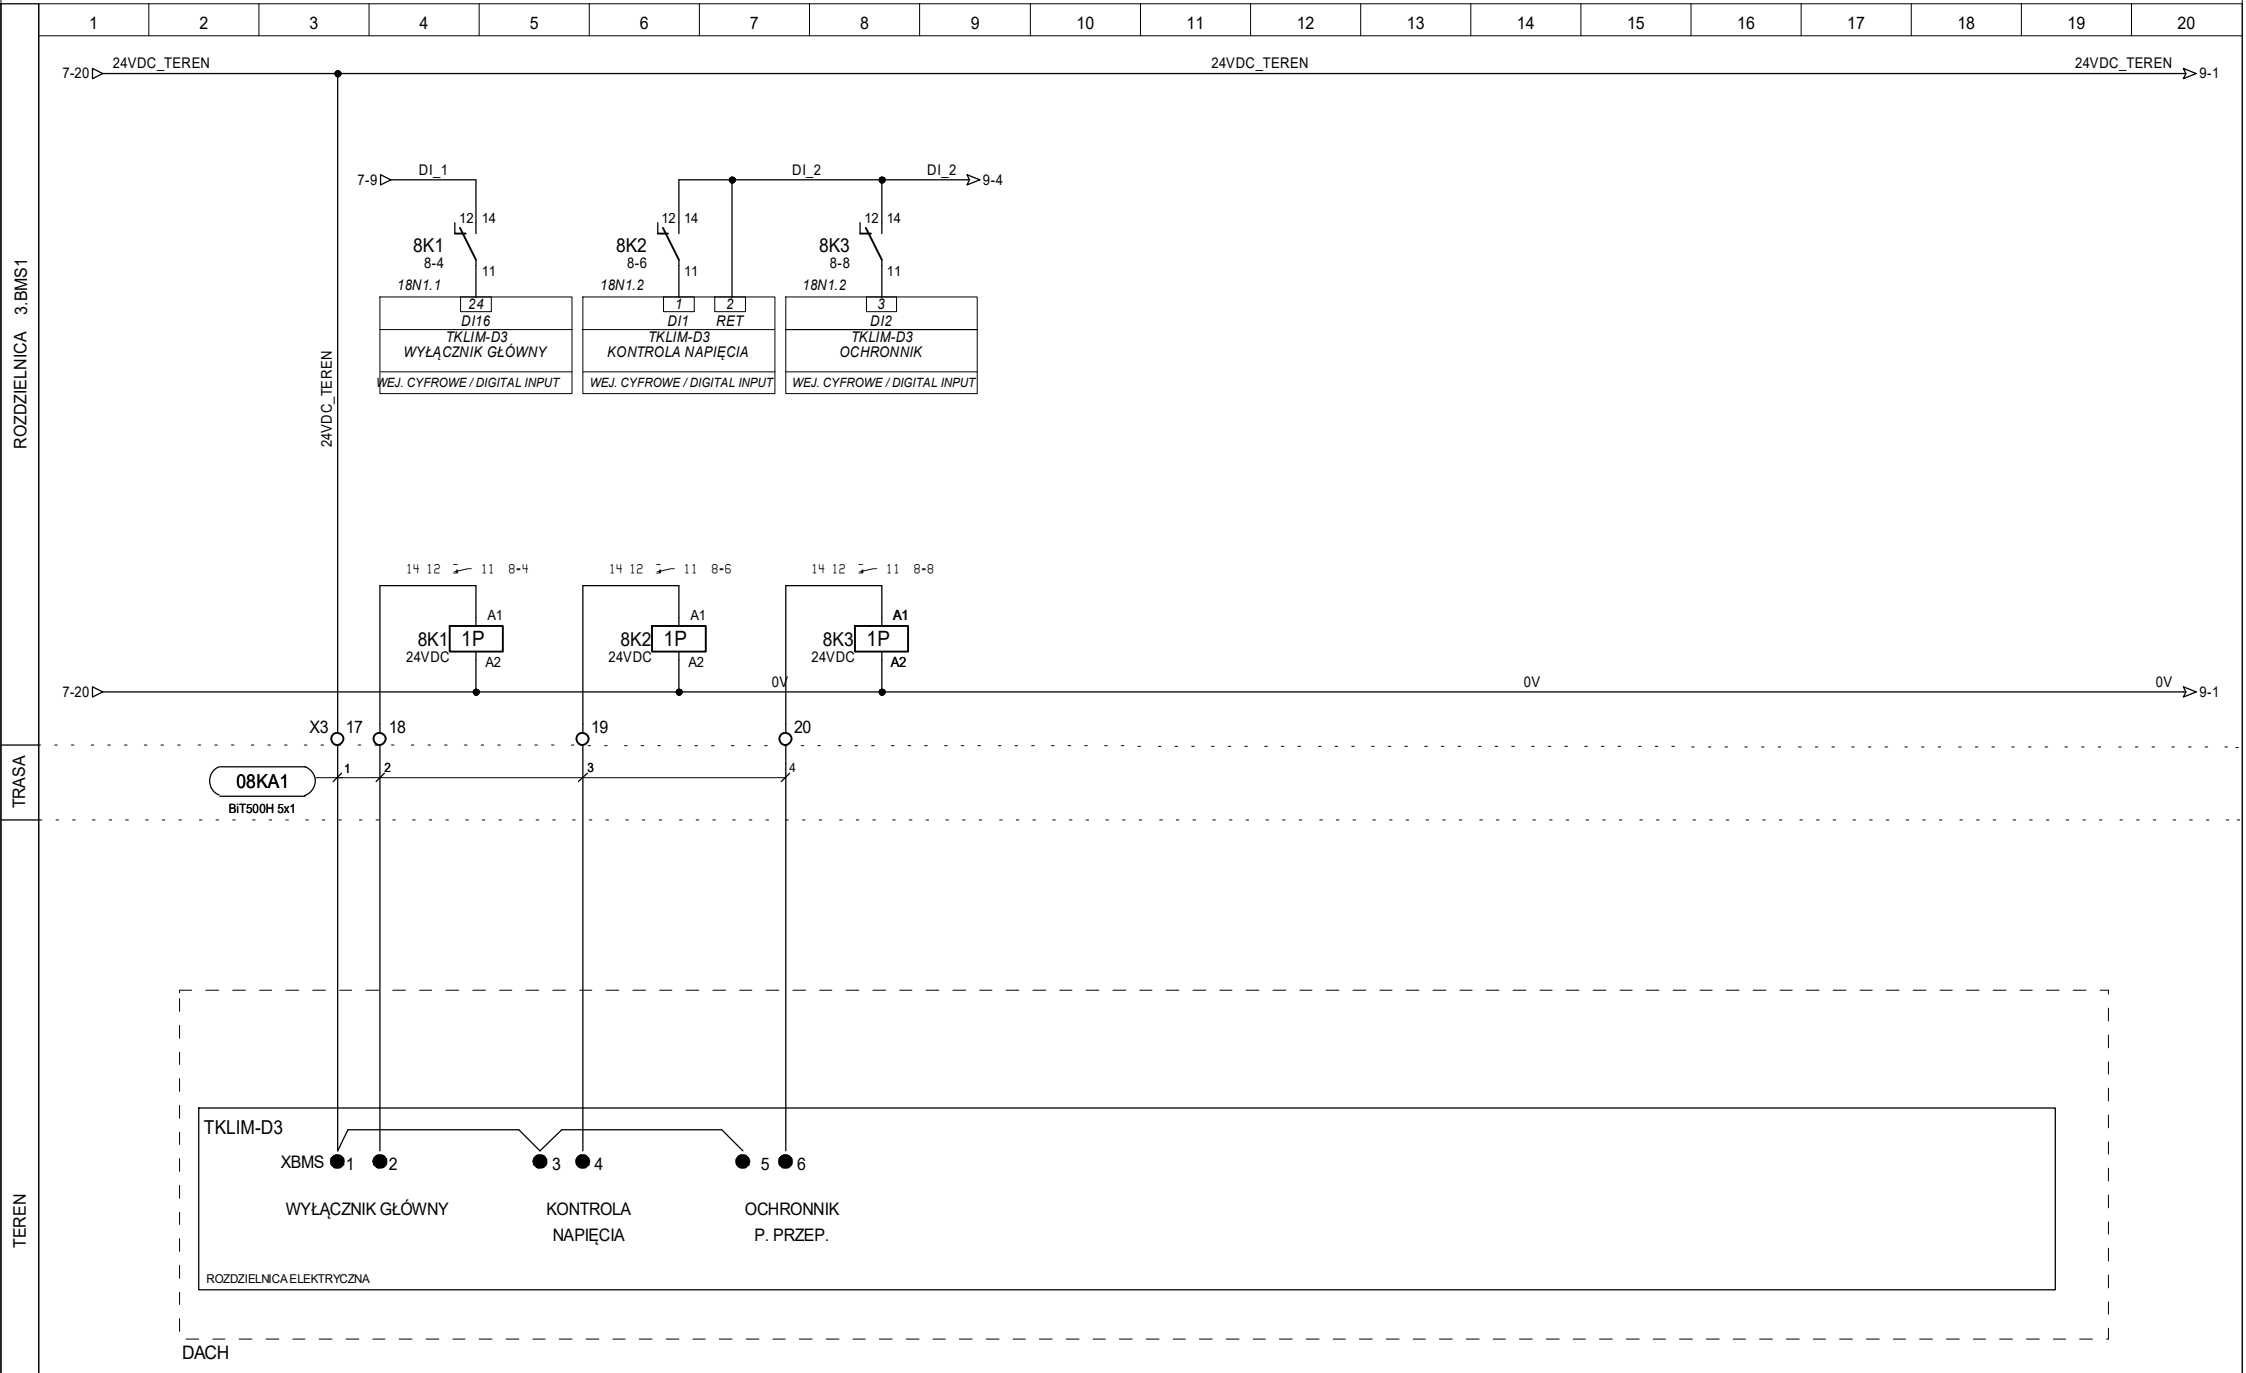 1 2 3 4 5 6 7 8 9 10 11 12 13 14 15 16 17 18 19 20
7-20 24VDC_TEREN 24VDC_TEREN 24VDC_TEREN 9-1
7-9 DI_1 DI_2 DI_2 9-4
12 14 12 14 12 14
8K1 8K2 8K3
8-4 8-6 8-8
11 11 11
18N1.1 18N1.2 18N1.2
24 1 2 3
DI16 DI1 RET DI2
TKLIM-D3 TKLIM-D3 TKLIM-D3
WYŁĄCZNIK GŁÓWNY KONTROLA NAPIĘCIA OCHRONNIK
WEJ. CYFROWE / DIGITAL INPUT WEJ. CYFROWE / DIGITAL INPUT WEJ. CYFROWE / DIGITAL INPUT
24VDC_TEREN
ROZDZIELNICA 3.BMS1
14 12 11 8-4 14 12 11 8-6 14 12 11 8-8
A1 A1 A1
8K1 1P 8K2 1P 8K3 1P
24VDC A2 24VDC A2 24VDC A2
7-20 0V 0V 0V 9-1
X3 17 18 19 20
TRASA
1 2 3 4
08KA1
BiT500H 5x1
TEREN
TKLIM-D3
XBMS 1 2 3 4 5 6
WYŁĄCZNIK GŁÓWNY KONTROLA OCHRONNIK
NAPIĘCIA P. PRZEP.
ROZDZIELNICA ELEKTRYCZNA
DACH